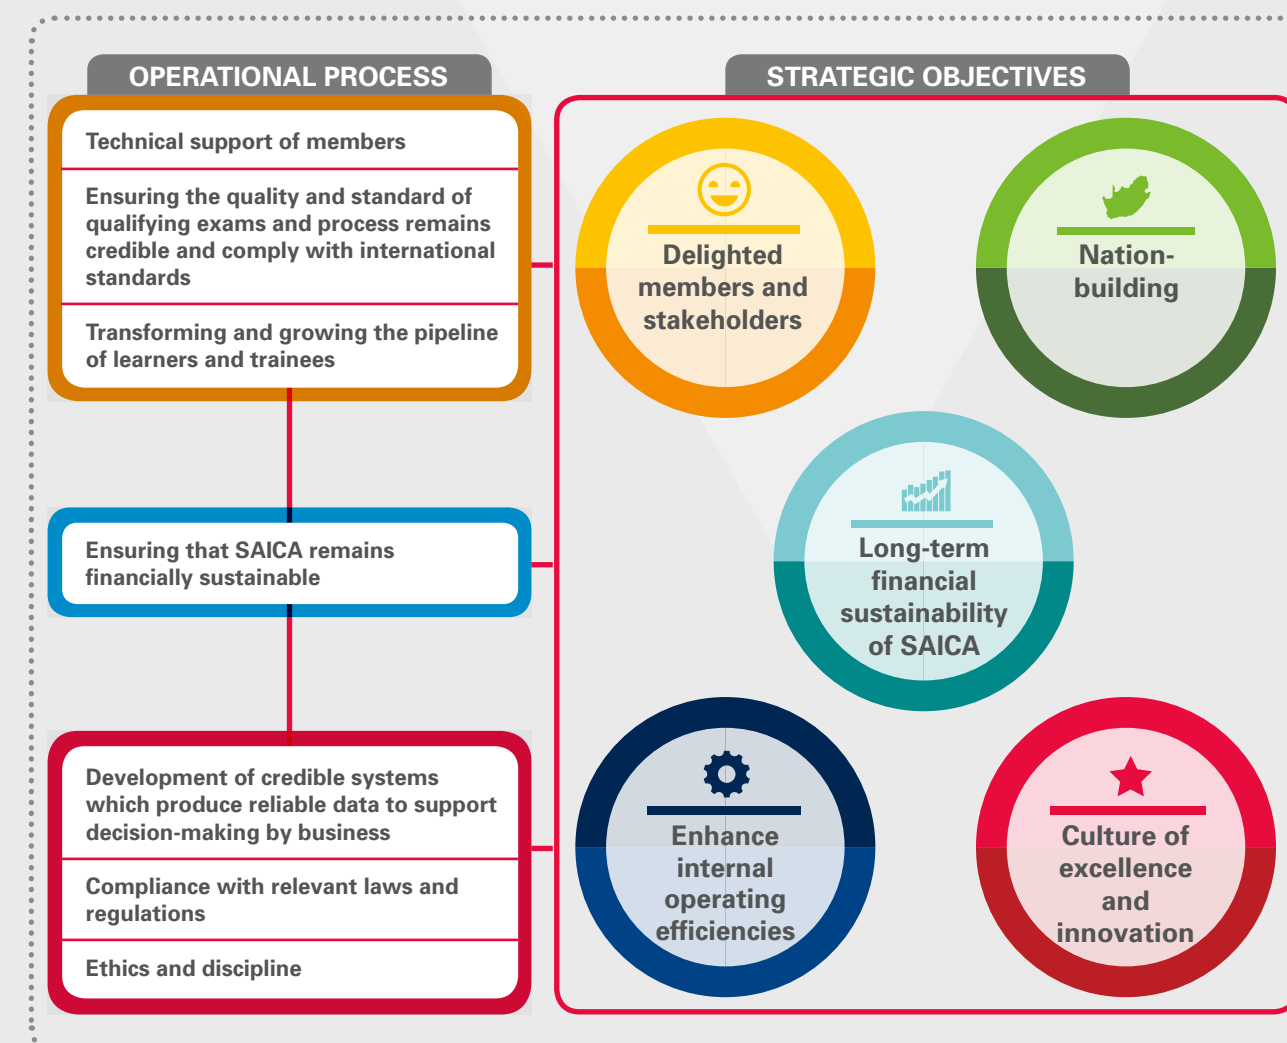 OPERATIONAL PROCESS
Technical support of members
Ensuring the quality and standard of
qualifying exams and process remains
credible and comply with international
standards
Transforming and growing the pipeline
of learners and trainees
Ensuring that SAICA remains
financially sustainable
Development of credible systems
which produce reliable data to support
decision-making by business
Compliance with relevant laws and
regulations
Ethics and discipline
STRATEGIC OBJECTIVES
Delighted
members and
stakeholders
Nation-
building
Long-term
financial
sustainability
of SAICA
Enhance
internal
operating
efficiencies
Culture of
excellence
and
innovation